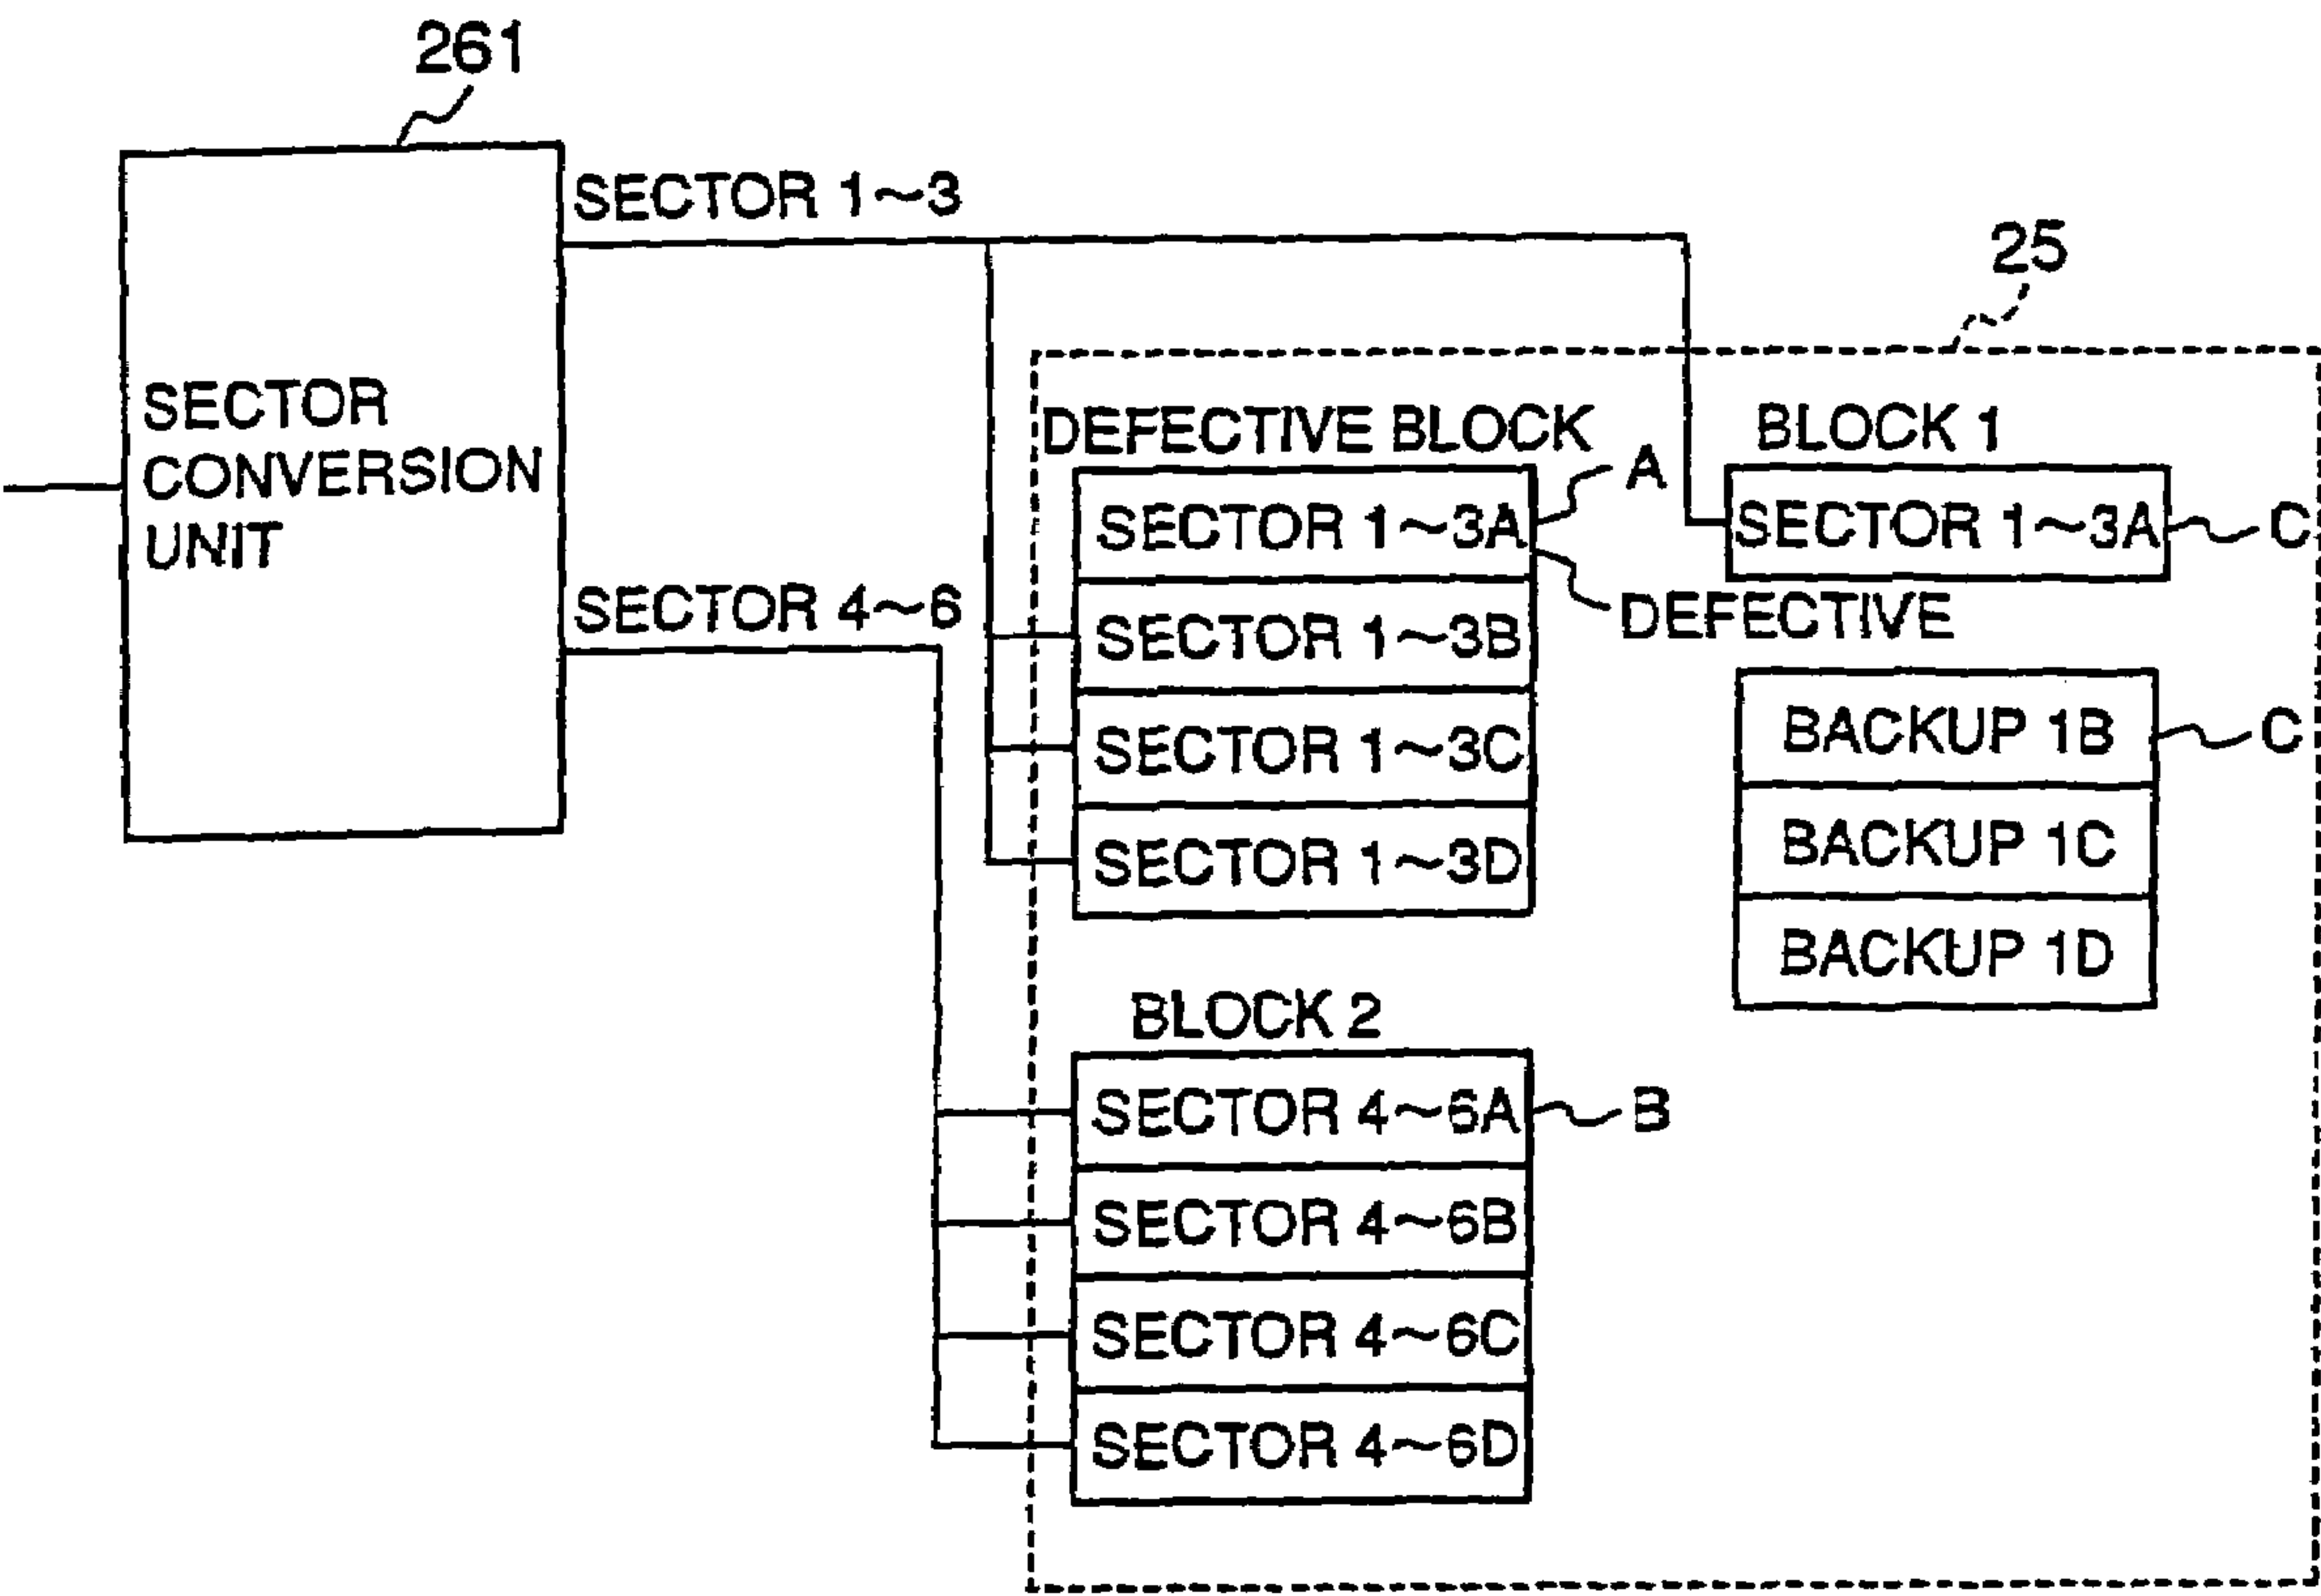 261
SECTOR 1~3
25
SECTOR
CONVERSION
UNIT
DEFECTIVE BLOCK
A
BLOCK 1
SECTOR 1~3A
SECTOR 1~3A
C
DEFECTIVE
SECTOR 4~6
SECTOR 1~3B
SECTOR 1~3C
SECTOR 1~3D
BACKUP 1B
C
BACKUP 1C
BACKUP 1D
BLOCK 2
SECTOR 4~6A
B
SECTOR 4~6B
SECTOR 4~6C
SECTOR 4~6D